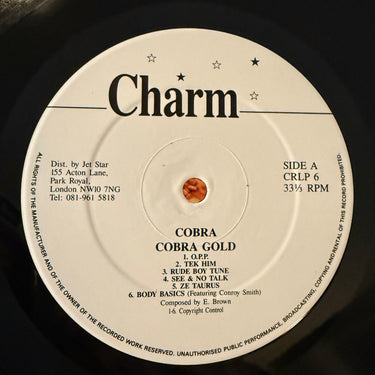 Charm
Dist. by Jet Star
155 Acton Lane,
Park Royal,
London NW10 7NG
Tel: 081-961 5818
SIDE A
CRLP 6
33⅓ RPM
COBRA
COBRA GOLD
1. O.P.P.
2. TEK HIM
3. RUDE BOY TUNE
4. SEE & NO TALK
5. ZE TAURUS
6. BODY BASICS (Featuring Conroy Smith)
Composed by E. Brown
1-6. Copyright Control
ALL RIGHTS OF THE MANUFACTURER AND OF THE OWNER OF THE RECORDED WORK RESERVED. UNAUTHORISED PUBLIC PERFORMANCE, BROADCASTING, COPYING AND RENTAL OF THIS RECORD PROHIBITED.